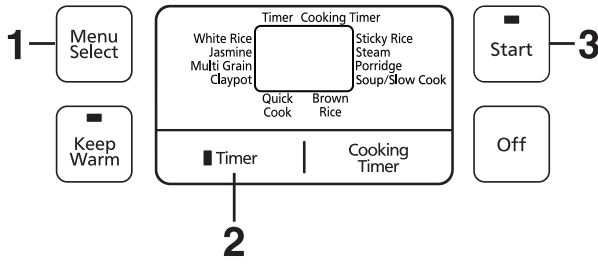 Timer Cooking Timer
1
Menu
Select
White Rice
Jasmine
Multi Grain
Claypot
Sticky Rice
Steam
Porridge
Soup/Slow Cook
Quick
Cook
Brown
Rice
Start
3
Keep
Warm
Timer
Cooking
Timer
Off
2